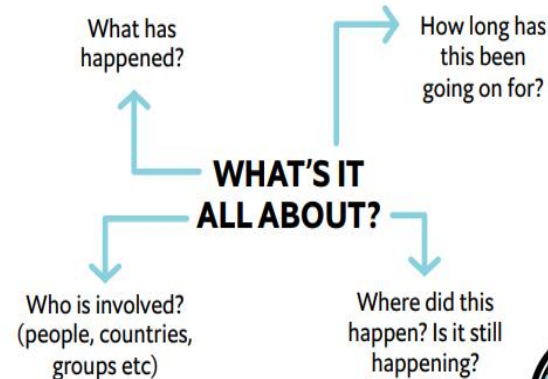 What has
happened?
How long has
this been
going on for?
WHAT'S IT
ALL ABOUT?
Who is involved?
(people, countries,
groups etc)
Where did this
happen? Is it still
happening?